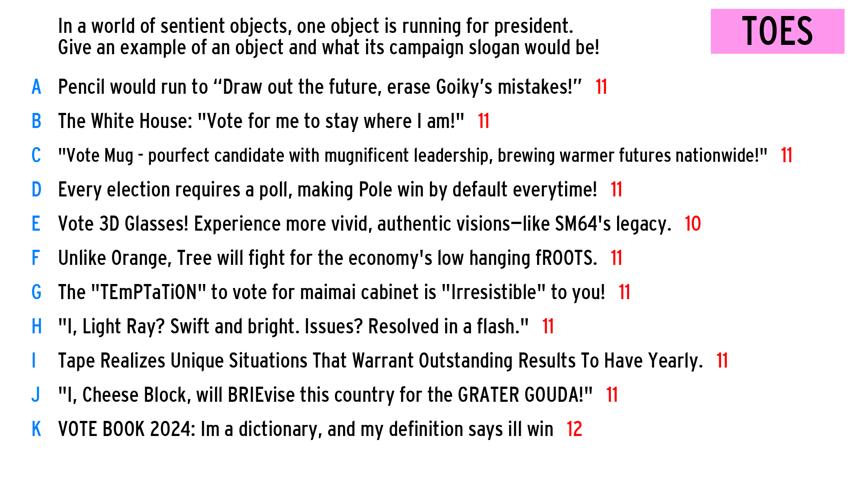 In a world of sentient objects, one object is running for president.
Give an example of an object and what its campaign slogan would be!
TOES
A Pencil would run to “Draw out the future, erase Goiky’s mistakes!” 11
B The White House: "Vote for me to stay where I am!" 11
C "Vote Mug - pourfect candidate with mugnificent leadership, brewing warmer futures nationwide!" 11
D Every election requires a poll, making Pole win by default everytime! 11
E Vote 3D Glasses! Experience more vivid, authentic visions—like SM64's legacy. 10
F Unlike Orange, Tree will fight for the economy's low hanging fROOTS. 11
G The "TEmPTaTiON" to vote for maimai cabinet is "Irresistible" to you! 11
H "I, Light Ray? Swift and bright. Issues? Resolved in a flash." 11
I Tape Realizes Unique Situations That Warrant Outstanding Results To Have Yearly. 11
J "I, Cheese Block, will BRIEvise this country for the GRATER GOUDA!" 11
K VOTE BOOK 2024: Im a dictionary, and my definition says ill win 12